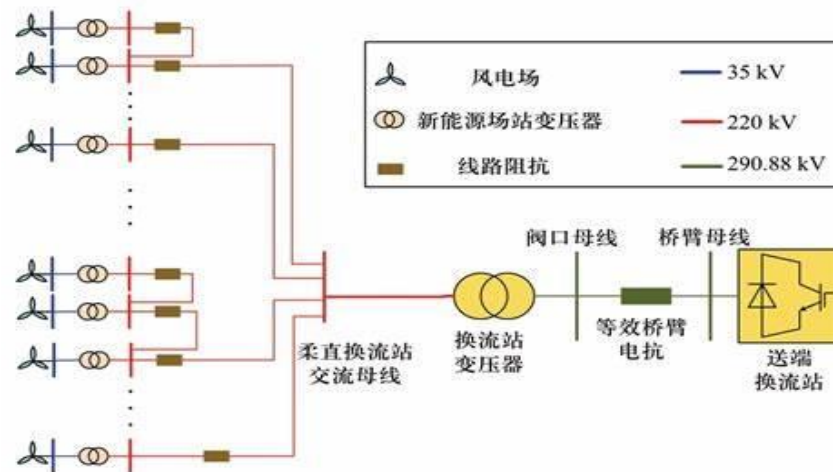 风电场
35 kV
新能源场站变压器
220 kV
线路阻抗
290.88 kV
阀口母线
桥臂母线
柔直换流站
交流母线
换流站
变压器
等效桥臂
电抗
送端
换流站